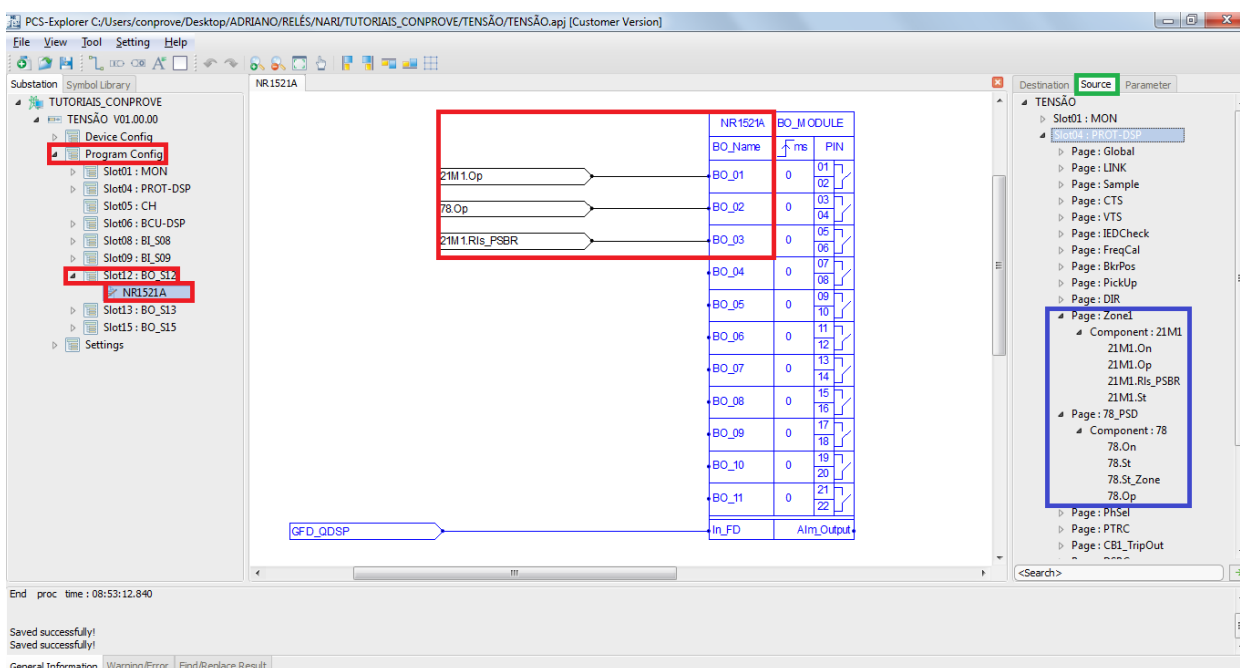 PCS-Explorer C:/Users/conprove/Desktop/ADRIANO/RELÉS/NARI/TUTORIAIS_CONPROVE/TENSÃO/TENSÃO.apj [Customer Version]
File View Tool Setting Help
Substation Symbol Library
TUTORIAIS_CONPROVE
TENSÃO V01.00.00
Device Config
Program Config
Slot01 : MON
Slot04 : PROT-DSP
Slot05 : CH
Slot06 : BCU-DSP
Slot08 : BI_S08
Slot09 : BI_S09
Slot12 : BO_S12
NR1521A
Slot13 : BO_S13
Slot15 : BO_S15
Settings
NR1521A
NR1521A BO_MODULE
BO_Name ms PIN
21M1.Op BO_01 0 01 02
78.Op BO_02 0 03 04
21M1.Rls_PSBR BO_03 0 05 06
BO_04 0 07 08
BO_05 0 09 10
BO_06 0 11 12
BO_07 0 13 14
BO_08 0 15 16
BO_09 0 17 18
BO_10 0 19 20
BO_11 0 21 22
GFD_QDSP In_FD Alm_Output
Destination Source Parameter
TENSÃO
Slot01 : MON
Slot04 : PROT-DSP
Page : Global
Page : LINK
Page : Sample
Page : CTS
Page : VTS
Page : IEDCheck
Page : FreqCal
Page : BkrPos
Page : PickUp
Page : DIR
Page : Zone1
Component : 21M1
21M1.On
21M1.Op
21M1.Rls_PSBR
21M1.St
Page : 78_PSD
Component : 78
78.On
78.St
78.St_Zone
78.Op
Page : PhSel
Page : PTRC
Page : CB1_TripOut
<Search>
End proc time : 08:53:12.840
Saved successfully!
Saved successfully!
General Information Warning/Error Find/Replace Result